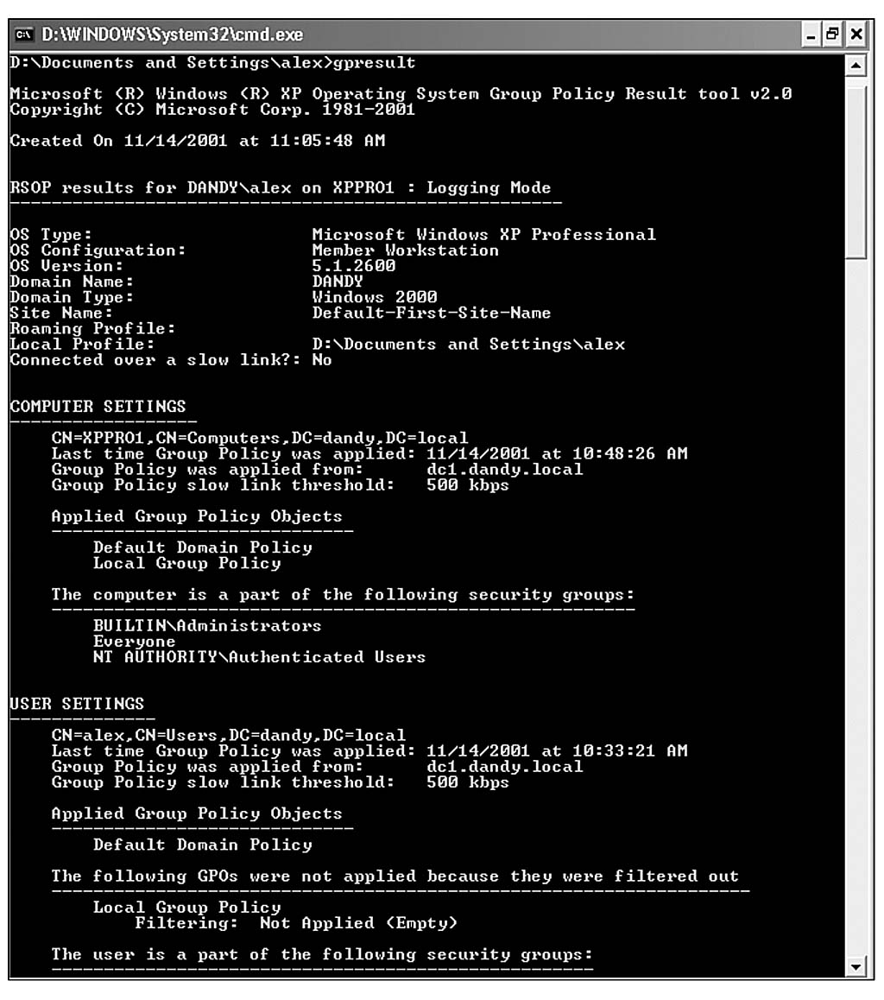 D:\WINDOWS\System32\cmd.exe
D:\Documents and Settings\alex>gpresult
Microsoft (R) Windows (R) XP Operating System Group Policy Result tool v2.0
Copyright (C) Microsoft Corp. 1981-2001
Created On 11/14/2001 at 11:05:48 AM
RSOP results for DANDY\alex on XPPRO1 : Logging Mode
-----------------------------------------------------
OS Type: Microsoft Windows XP Professional
OS Configuration: Member Workstation
OS Version: 5.1.2600
Domain Name: DANDY
Domain Type: Windows 2000
Site Name: Default-First-Site-Name
Roaming Profile:
Local Profile: D:\Documents and Settings\alex
Connected over a slow link?: No
COMPUTER SETTINGS
------------------
CN=XPPRO1,CN=Computers,DC=dandy,DC=local
Last time Group Policy was applied: 11/14/2001 at 10:48:26 AM
Group Policy was applied from: dc1.dandy.local
Group Policy slow link threshold: 500 kbps
Applied Group Policy Objects
-----------------------------
Default Domain Policy
Local Group Policy
The computer is a part of the following security groups:
--------------------------------------------------------
BUILTIN\Administrators
Everyone
NT AUTHORITY\Authenticated Users
USER SETTINGS
--------------
CN=alex,CN=Users,DC=dandy,DC=local
Last time Group Policy was applied: 11/14/2001 at 10:33:21 AM
Group Policy was applied from: dc1.dandy.local
Group Policy slow link threshold: 500 kbps
Applied Group Policy Objects
-----------------------------
Default Domain Policy
The following GPOs were not applied because they were filtered out
-------------------------------------------------------------------
Local Group Policy
Filtering: Not Applied (Empty)
The user is a part of the following security groups:
----------------------------------------------------